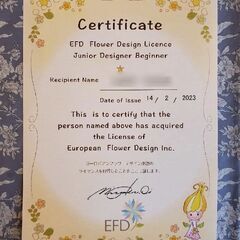 Certificate
EFD Flower Design Licence
Junior Designer Beginner
Recipient Name
Date of Issue 14 / 2 / 2023
This is to certify that the
person named above has acquired
the License of
European Flower Design Inc.
EFD